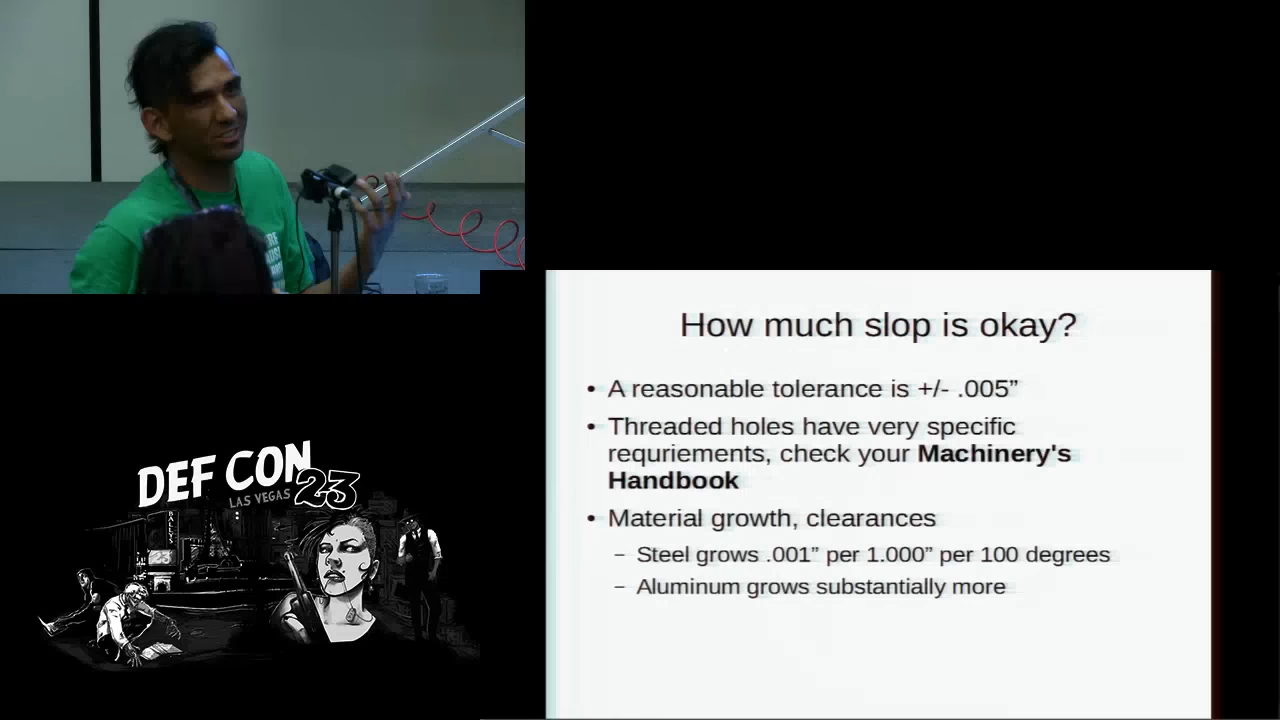 How much slop is okay?
• A reasonable tolerance is +/- .005”
• Threaded holes have very specific
requriements, check your Machinery's
Handbook
• Material growth, clearances
– Steel grows .001” per 1.000” per 100 degrees
– Aluminum grows substantially more
DEF CON
LAS VEGAS 23
BALLY'S